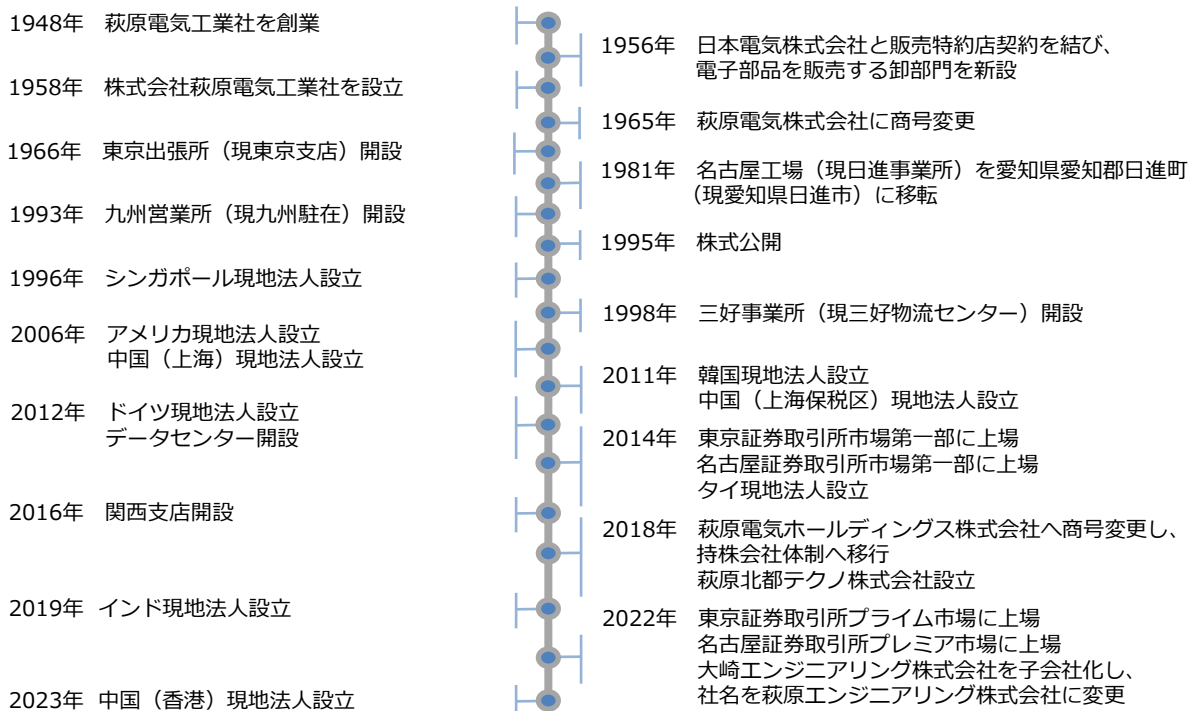 1948年 萩原電気工業社を創業
1956年 日本電気株式会社と販売特約店契約を結び、
電子部品を販売する卸部門を新設
1958年 株式会社萩原電気工業社を設立
1965年 萩原電気株式会社に商号変更
1966年 東京出張所（現東京支店）開設
1981年 名古屋工場（現日進事業所）を愛知県愛知郡日進町
（現愛知県日進市）に移転
1993年 九州営業所（現九州駐在）開設
1995年 株式公開
1996年 シンガポール現地法人設立
1998年 三好事業所（現三好物流センター）開設
2006年 アメリカ現地法人設立
中国（上海）現地法人設立
2011年 韓国現地法人設立
中国（上海保税区）現地法人設立
2012年 ドイツ現地法人設立
データセンター開設
2014年 東京証券取引所市場第一部に上場
名古屋証券取引所市場第一部に上場
タイ現地法人設立
2016年 関西支店開設
2018年 萩原電気ホールディングス株式会社へ商号変更し、
持株会社体制へ移行
萩原北都テクノ株式会社設立
2019年 インド現地法人設立
2022年 東京証券取引所プライム市場に上場
名古屋証券取引所プレミア市場に上場
大崎エンジニアリング株式会社を子会社化し、
社名を萩原エンジニアリング株式会社に変更
2023年 中国（香港）現地法人設立